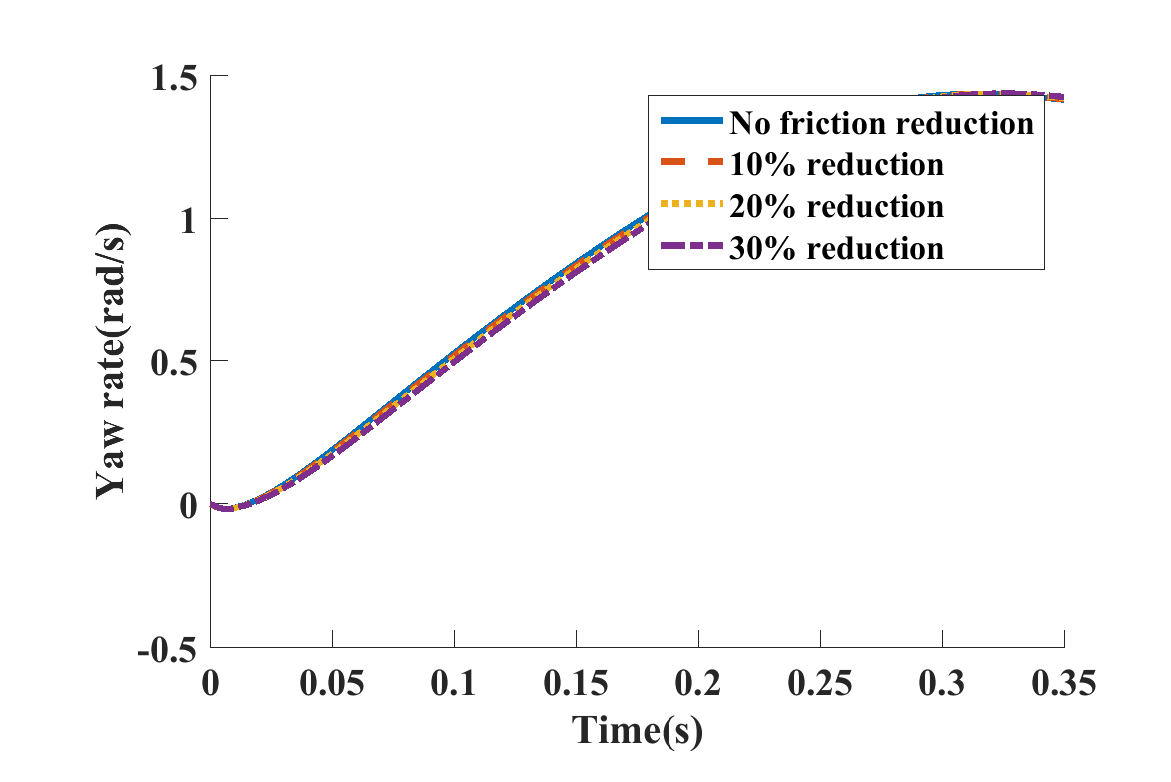 1.5
1
0.5
0
-0.5
0
0.05
0.1
0.15
0.2
0.25
0.3
0.35
Yaw rate(rad/s)
Time(s)
No friction reduction
10% reduction
20% reduction
30% reduction